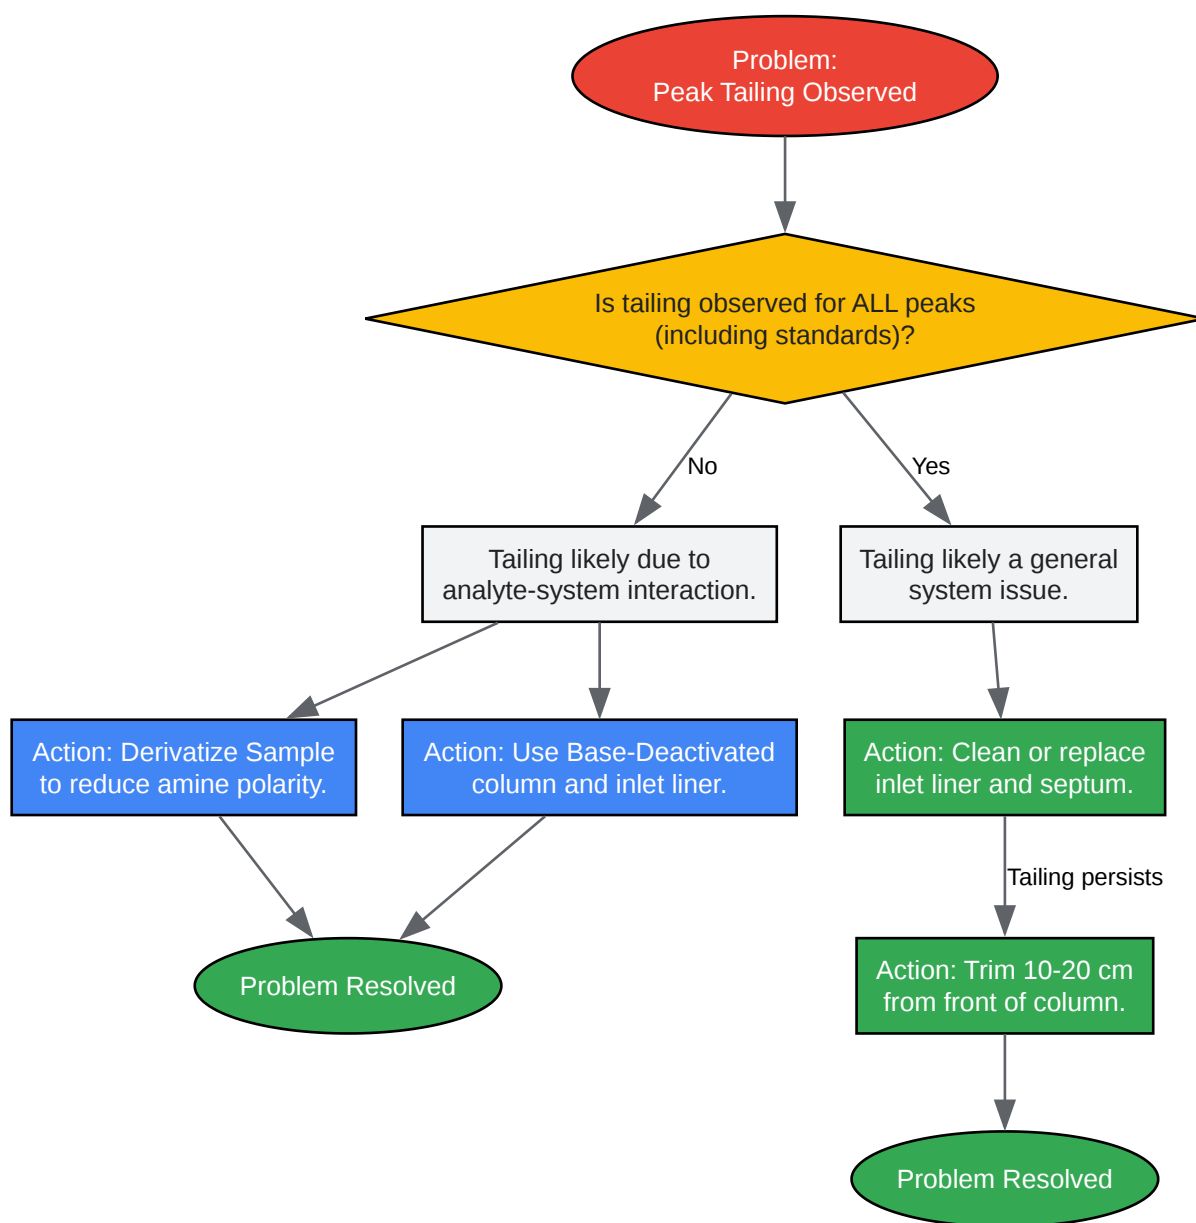 Problem:
Peak Tailing Observed
Is tailing observed for ALL peaks
(including standards)?
No
Yes
Tailing likely due to
analyte-system interaction.
Tailing likely a general
system issue.
Action: Derivatize Sample
to reduce amine polarity.
Action: Use Base-Deactivated
column and inlet liner.
Action: Clean or replace
inlet liner and septum.
Tailing persists
Problem Resolved
Action: Trim 10-20 cm
from front of column.
Problem Resolved